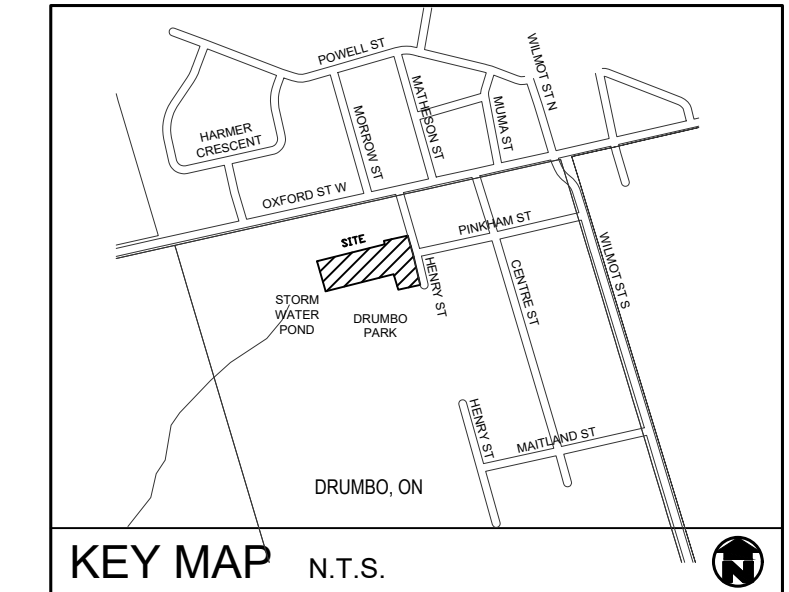 POWELL ST
WILMOT ST N
MATHESON ST
MUMA ST
MORROW ST
HARMER
CRESCENT
OXFORD ST W
PINKHAM ST
SITE
WILMOT ST S
HENRY ST
CENTRE ST
STORM
WATER
POND
DRUMBO
PARK
HENRY ST
MAITLAND ST
DRUMBO, ON
KEY MAP N.T.S.
N